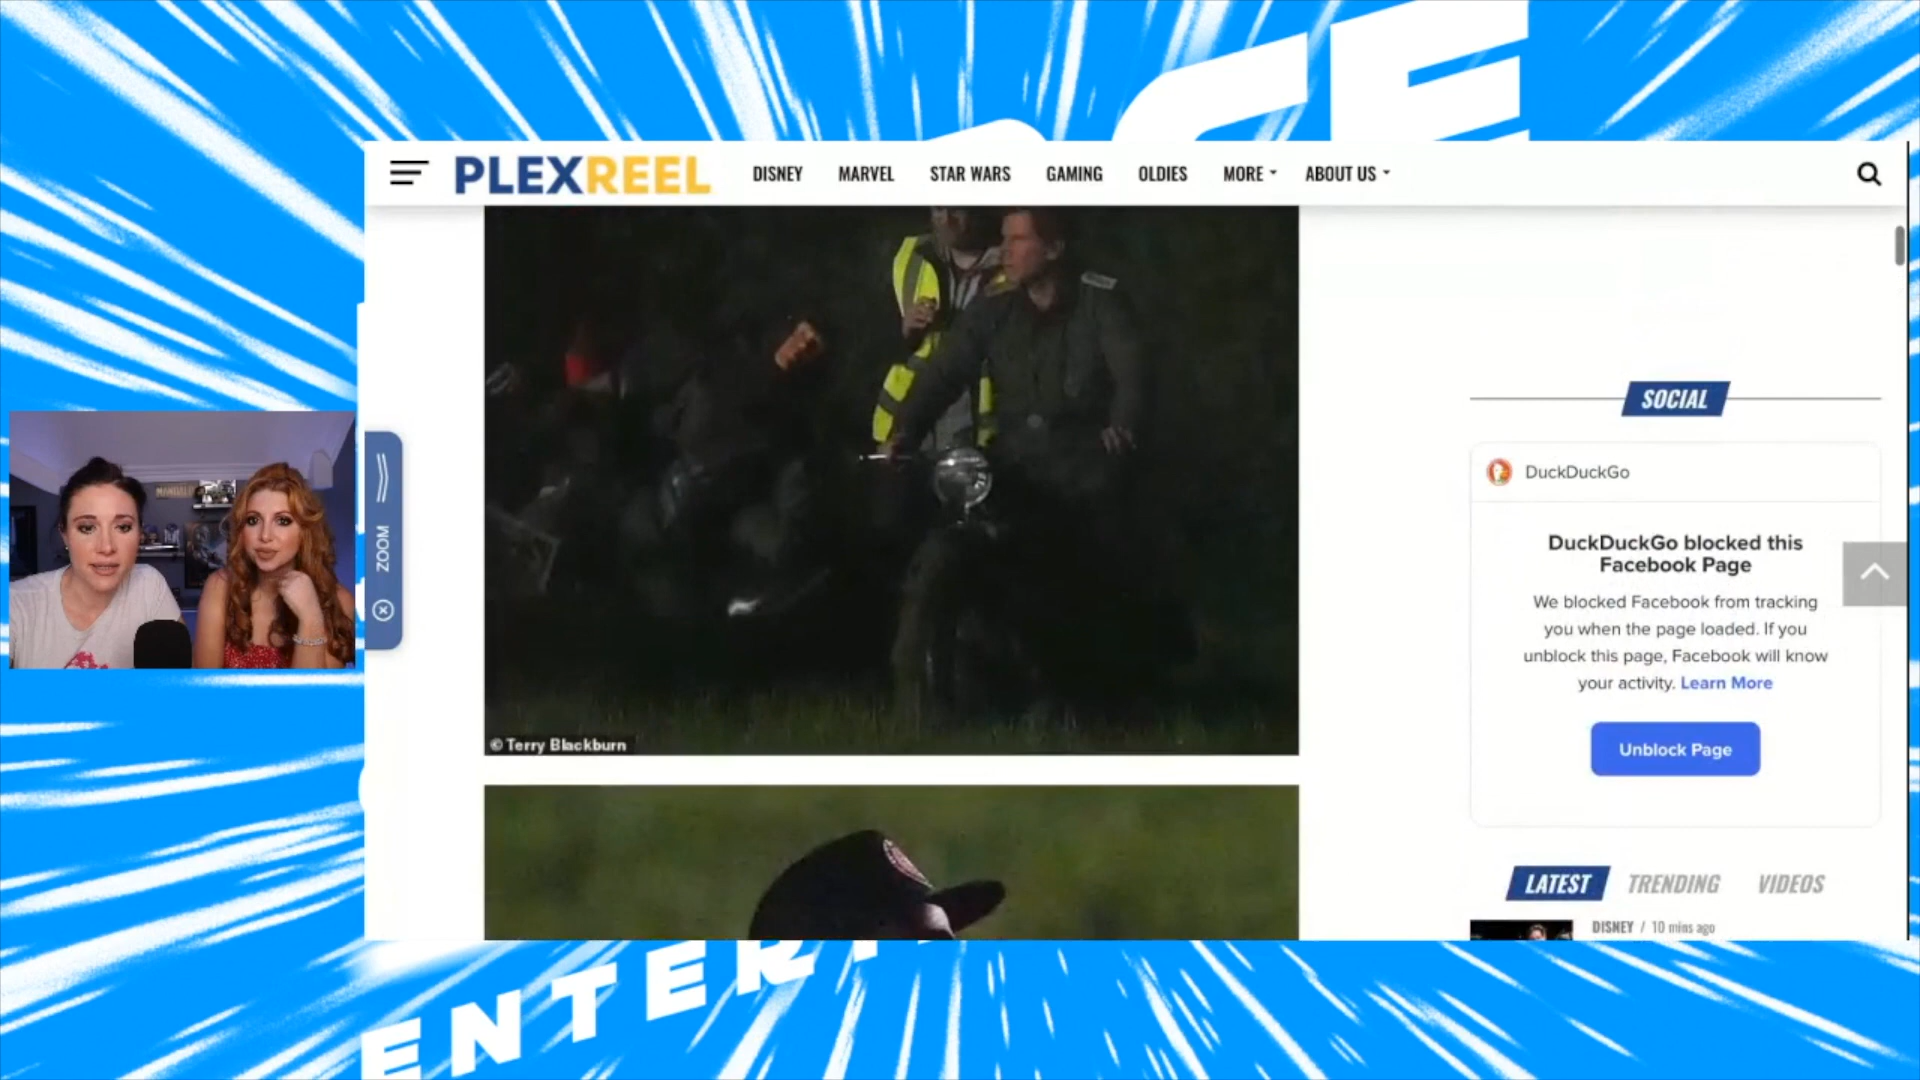 PLEXREEL
DISNEY
MARVEL
STAR WARS
GAMING
OLDIES
MORE
ABOUT US
© Terry Blackburn
ZOOM
SOCIAL
DuckDuckGo
DuckDuckGo blocked this
Facebook Page
We blocked Facebook from tracking
you when the page loaded. If you
unblock this page, Facebook will know
your activity. Learn More
Unblock Page
LATEST
TRENDING
VIDEOS
DISNEY / 10 mins ago